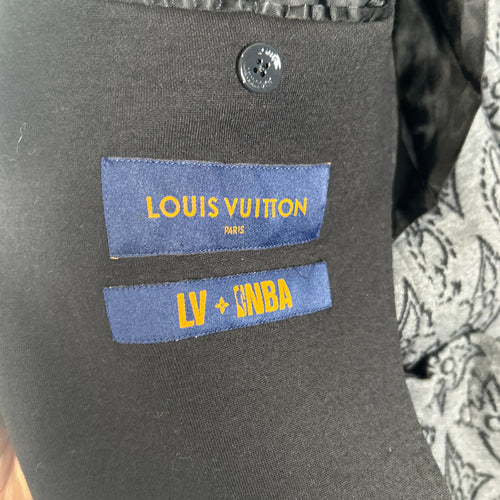 LOUIS VUITTON
PARIS
LV + NBA